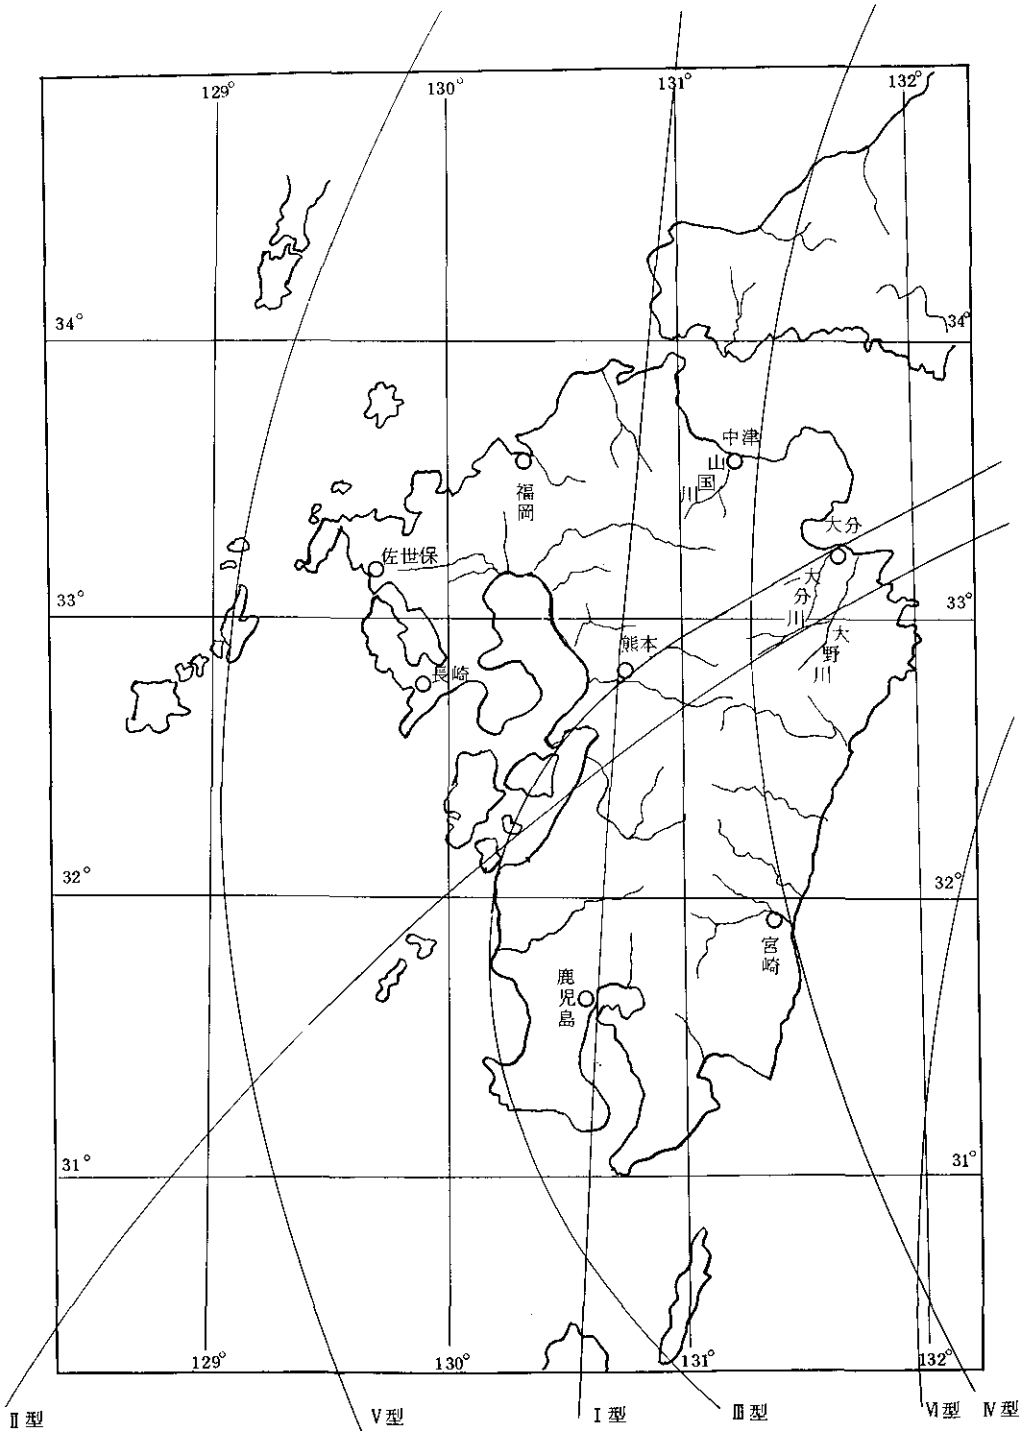 129°
130°
131°
132°
34°
34°
中津
山国川
福岡
大分
佐世保
大分川
33°
33°
大野川
熊本
長崎
32°
32°
宮崎
鹿児島
31°
31°
129°
130°
131°
132°
Ⅱ型
Ⅴ型
Ⅰ型
Ⅲ型
Ⅵ型
Ⅳ型